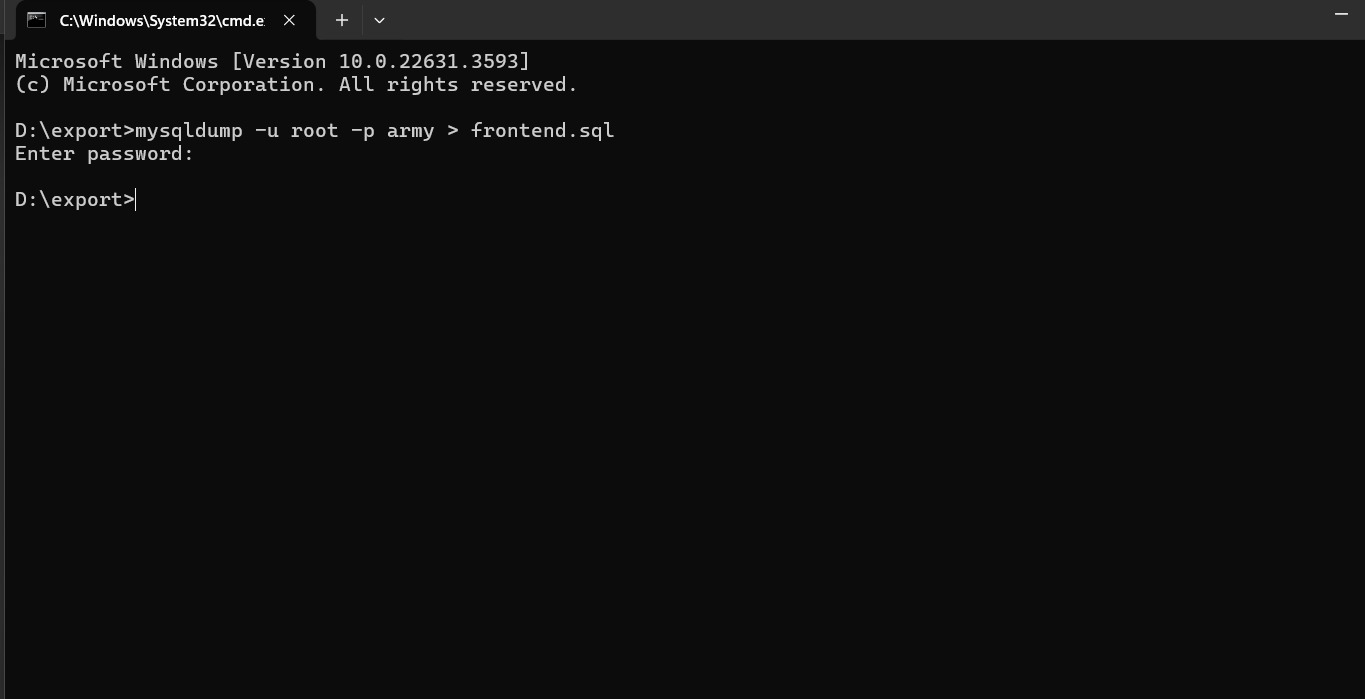 C:\Windows\System32\cmd.e
Microsoft Windows [Version 10.0.22631.3593]
(c) Microsoft Corporation. All rights reserved.
D:\export>mysqldump -u root -p army > frontend.sql
Enter password:
D:\export>